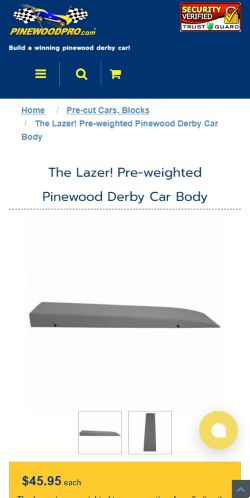 PINEWOODPRO.com
SECURITY
VERIFIED
TRUST GUARD
Build a winning pinewood derby car!
Home / Pre-cut Cars, Blocks
/ The Lazer! Pre-weighted Pinewood Derby Car
Body
The Lazer! Pre-weighted
Pinewood Derby Car Body
$45.95 each